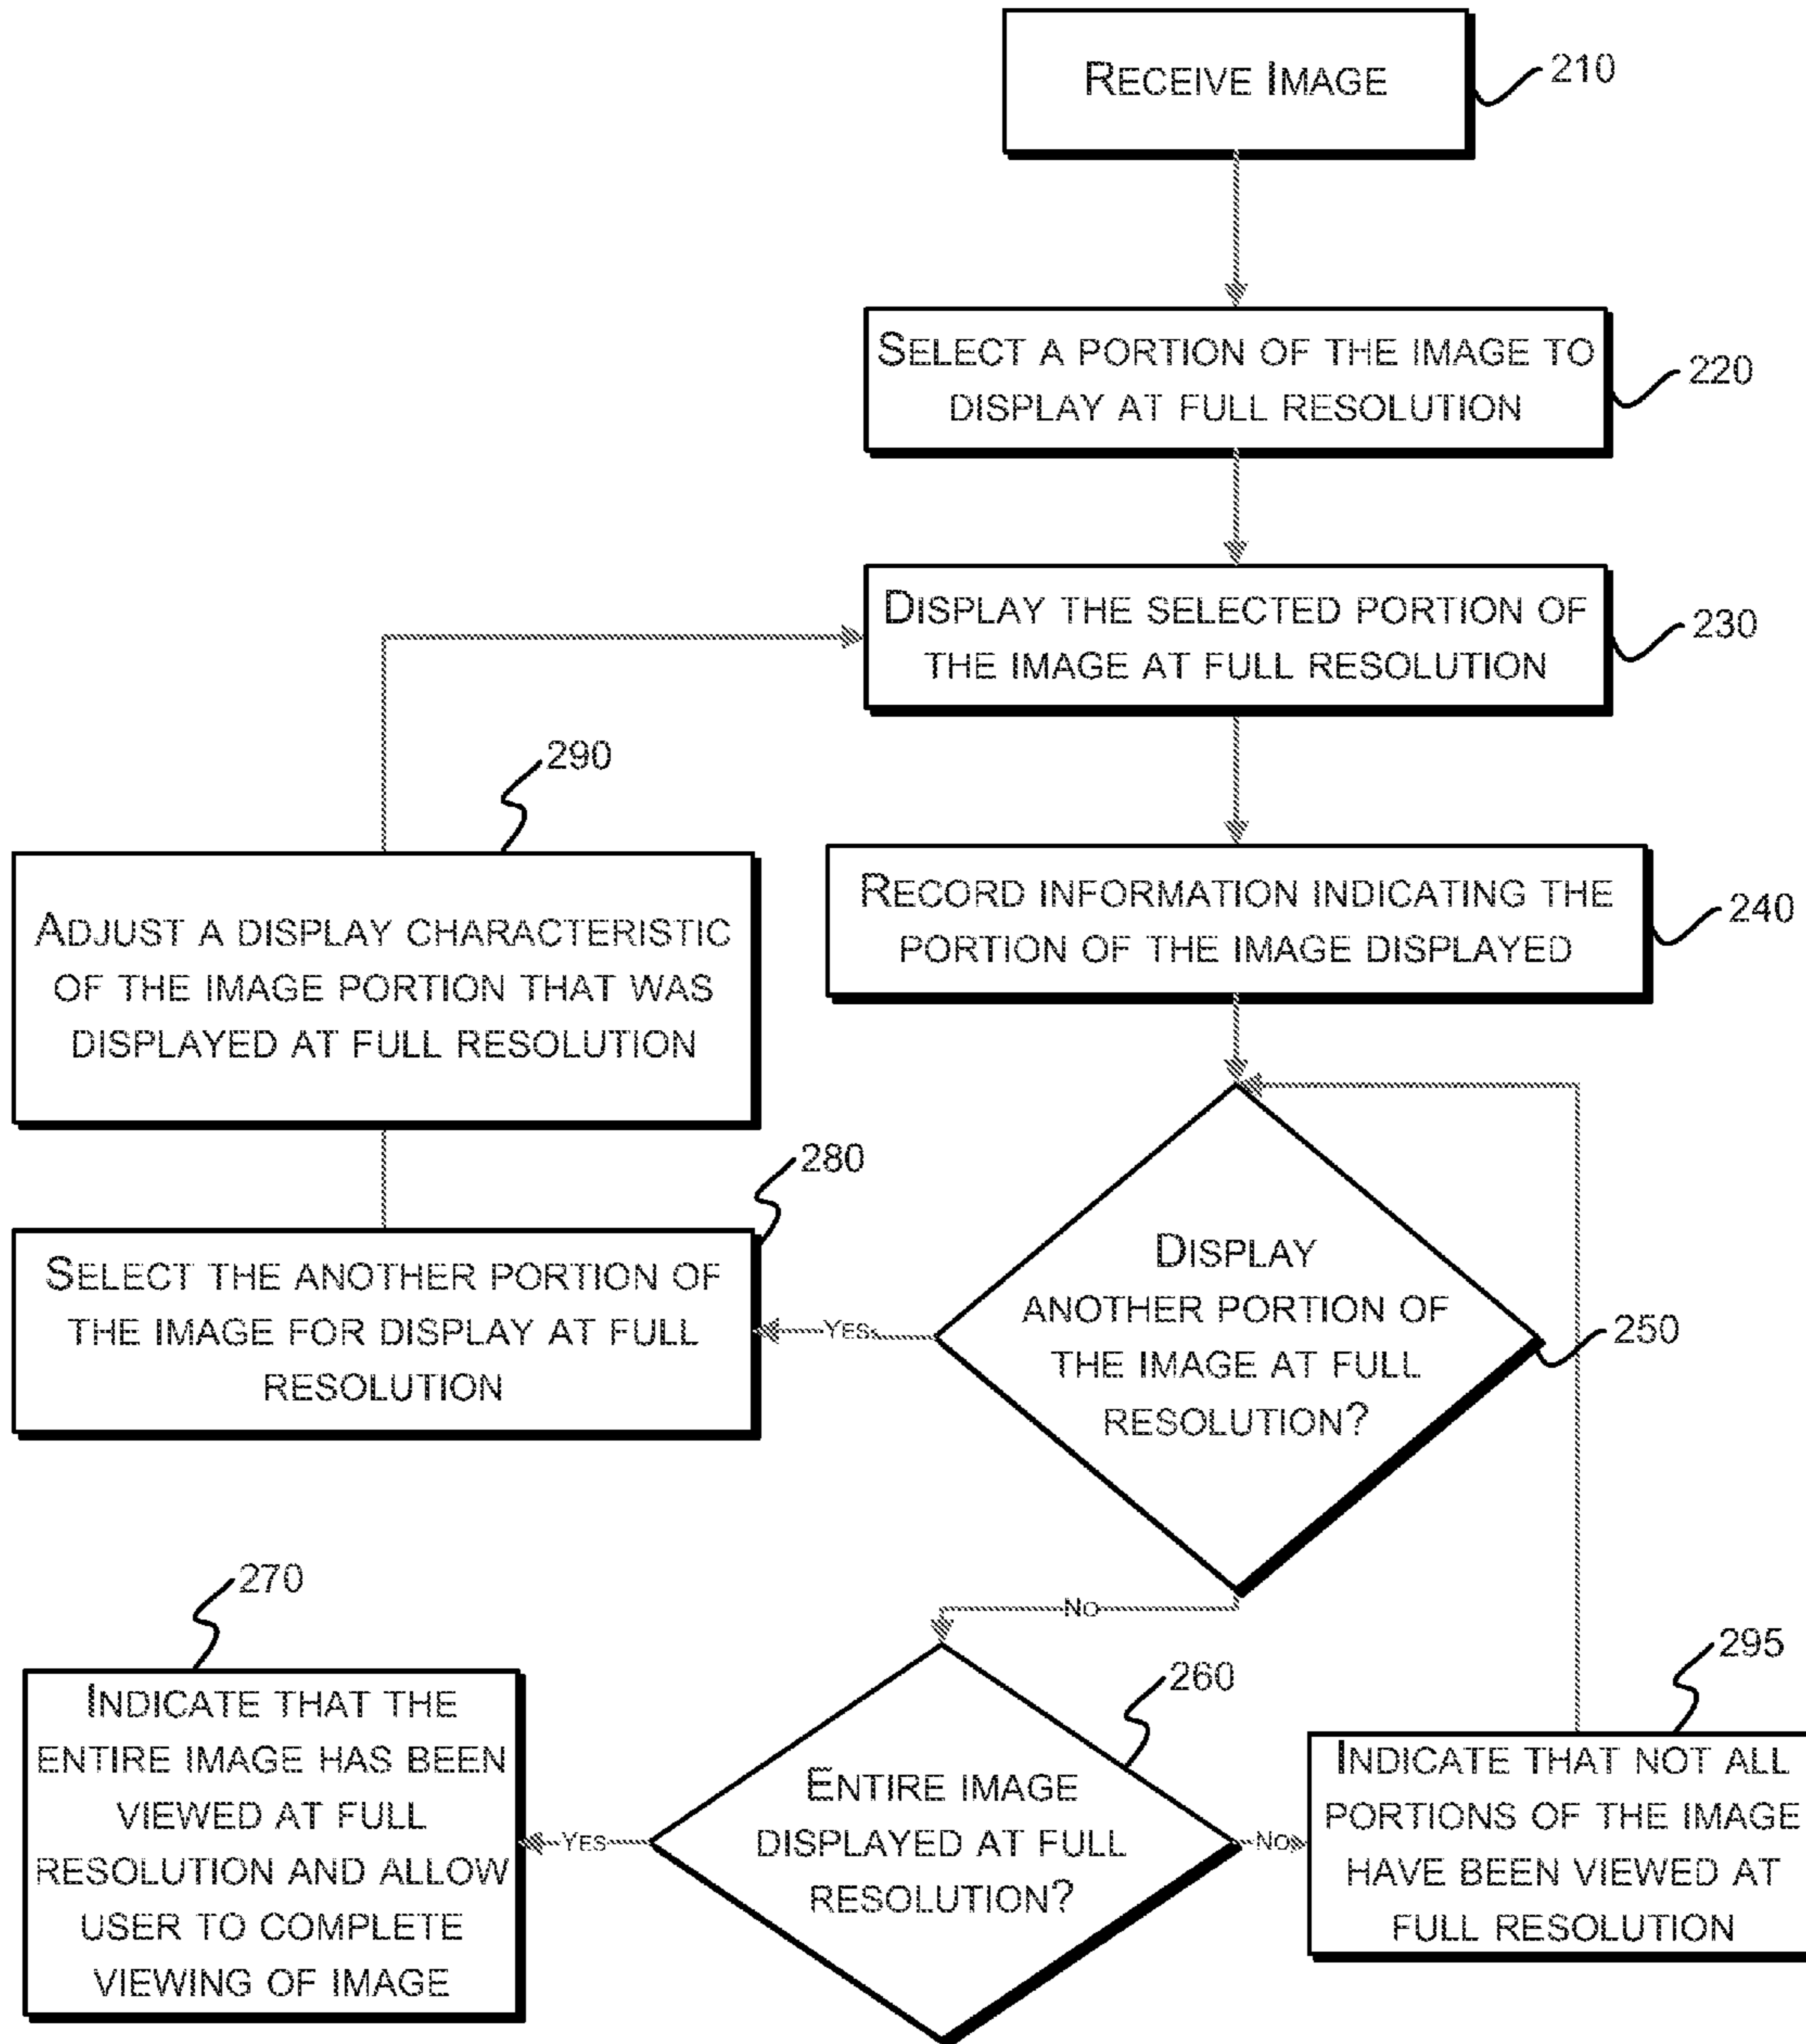 RECEIVE IMAGE
210
SELECT A PORTION OF THE IMAGE TO
DISPLAY AT FULL RESOLUTION
220
DISPLAY THE SELECTED PORTION OF
THE IMAGE AT FULL RESOLUTION
230
290
ADJUST A DISPLAY CHARACTERISTIC
OF THE IMAGE PORTION THAT WAS
DISPLAYED AT FULL RESOLUTION
RECORD INFORMATION INDICATING THE
PORTION OF THE IMAGE DISPLAYED
240
280
SELECT THE ANOTHER PORTION OF
THE IMAGE FOR DISPLAY AT FULL
RESOLUTION
YES
DISPLAY
ANOTHER PORTION OF
THE IMAGE AT FULL
RESOLUTION?
250
NO
270
INDICATE THAT THE
ENTIRE IMAGE HAS BEEN
VIEWED AT FULL
RESOLUTION AND ALLOW
USER TO COMPLETE
VIEWING OF IMAGE
YES
260
ENTIRE IMAGE
DISPLAYED AT FULL
RESOLUTION?
NO
295
INDICATE THAT NOT ALL
PORTIONS OF THE IMAGE
HAVE BEEN VIEWED AT
FULL RESOLUTION